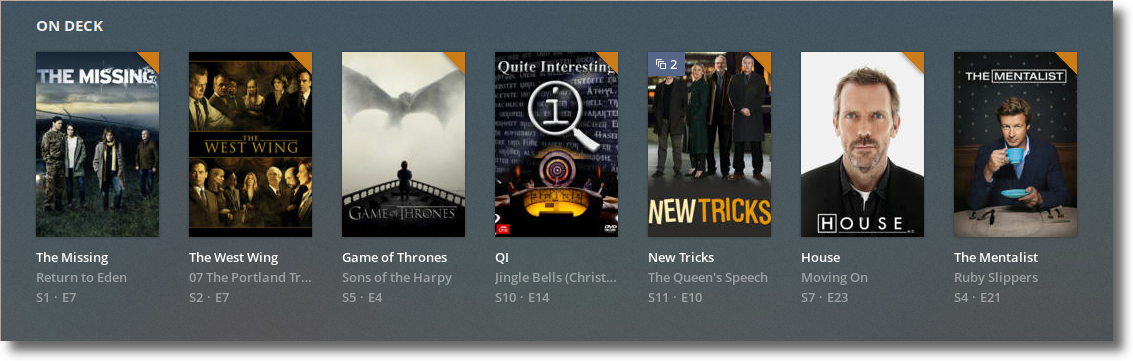 ON DECK
THE MISSING
THE
WEST WING
GAME OF THRONES
Quite Interesting
i
DVD
2
NEW TRICKS
HOUSE
THE MENTALIST
The Missing
Return to Eden
S1 · E7
The West Wing
07 The Portland Tr...
S2 · E7
Game of Thrones
Sons of the Harpy
S5 · E4
QI
Jingle Bells (Christ...
S10 · E14
New Tricks
The Queen's Speech
S11 · E10
House
Moving On
S7 · E23
The Mentalist
Ruby Slippers
S4 · E21